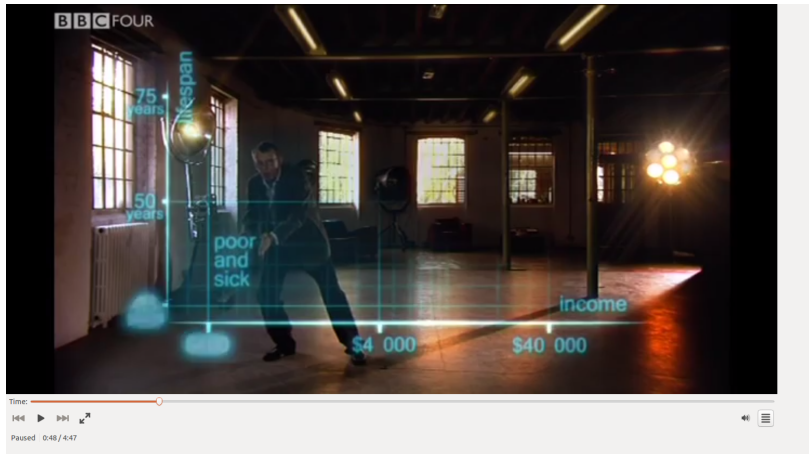 BBC FOUR
lifespan
75
years
50
years
poor
and
sick
income
$4 000
$40 000
Time:
Paused 0:48 / 4:47